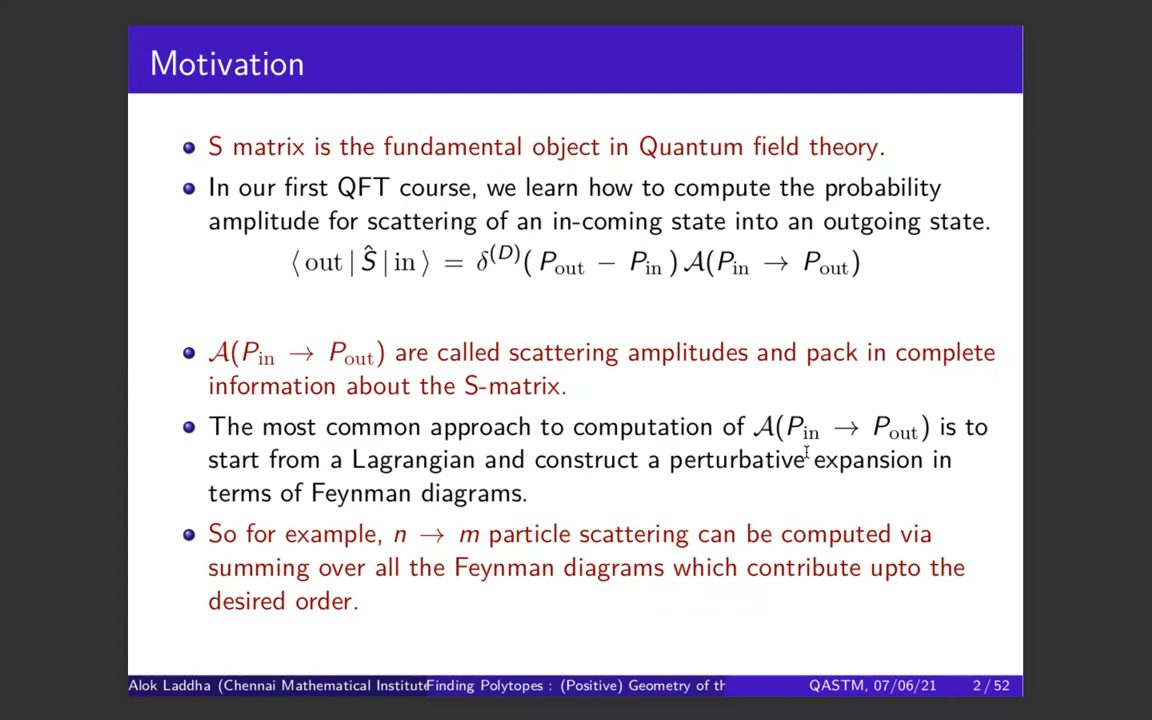 Motivation
S matrix is the fundamental object in Quantum field theory.
In our first QFT course, we learn how to compute the probability
amplitude for scattering of an in-coming state into an outgoing state.
⟨ out | Ŝ | in ⟩ = δ^(D)( P_out − P_in ) 𝒜(P_in → P_out)
𝒜(P_in → P_out) are called scattering amplitudes and pack in complete
information about the S-matrix.
The most common approach to computation of 𝒜(P_in → P_out) is to
start from a Lagrangian and construct a perturbative expansion in
terms of Feynman diagrams.
So for example, n → m particle scattering can be computed via
summing over all the Feynman diagrams which contribute upto the
desired order.
Alok Laddha (Chennai Mathematical Institute Finding Polytopes : (Positive) Geometry of th QASTM, 07/06/21 2 / 52